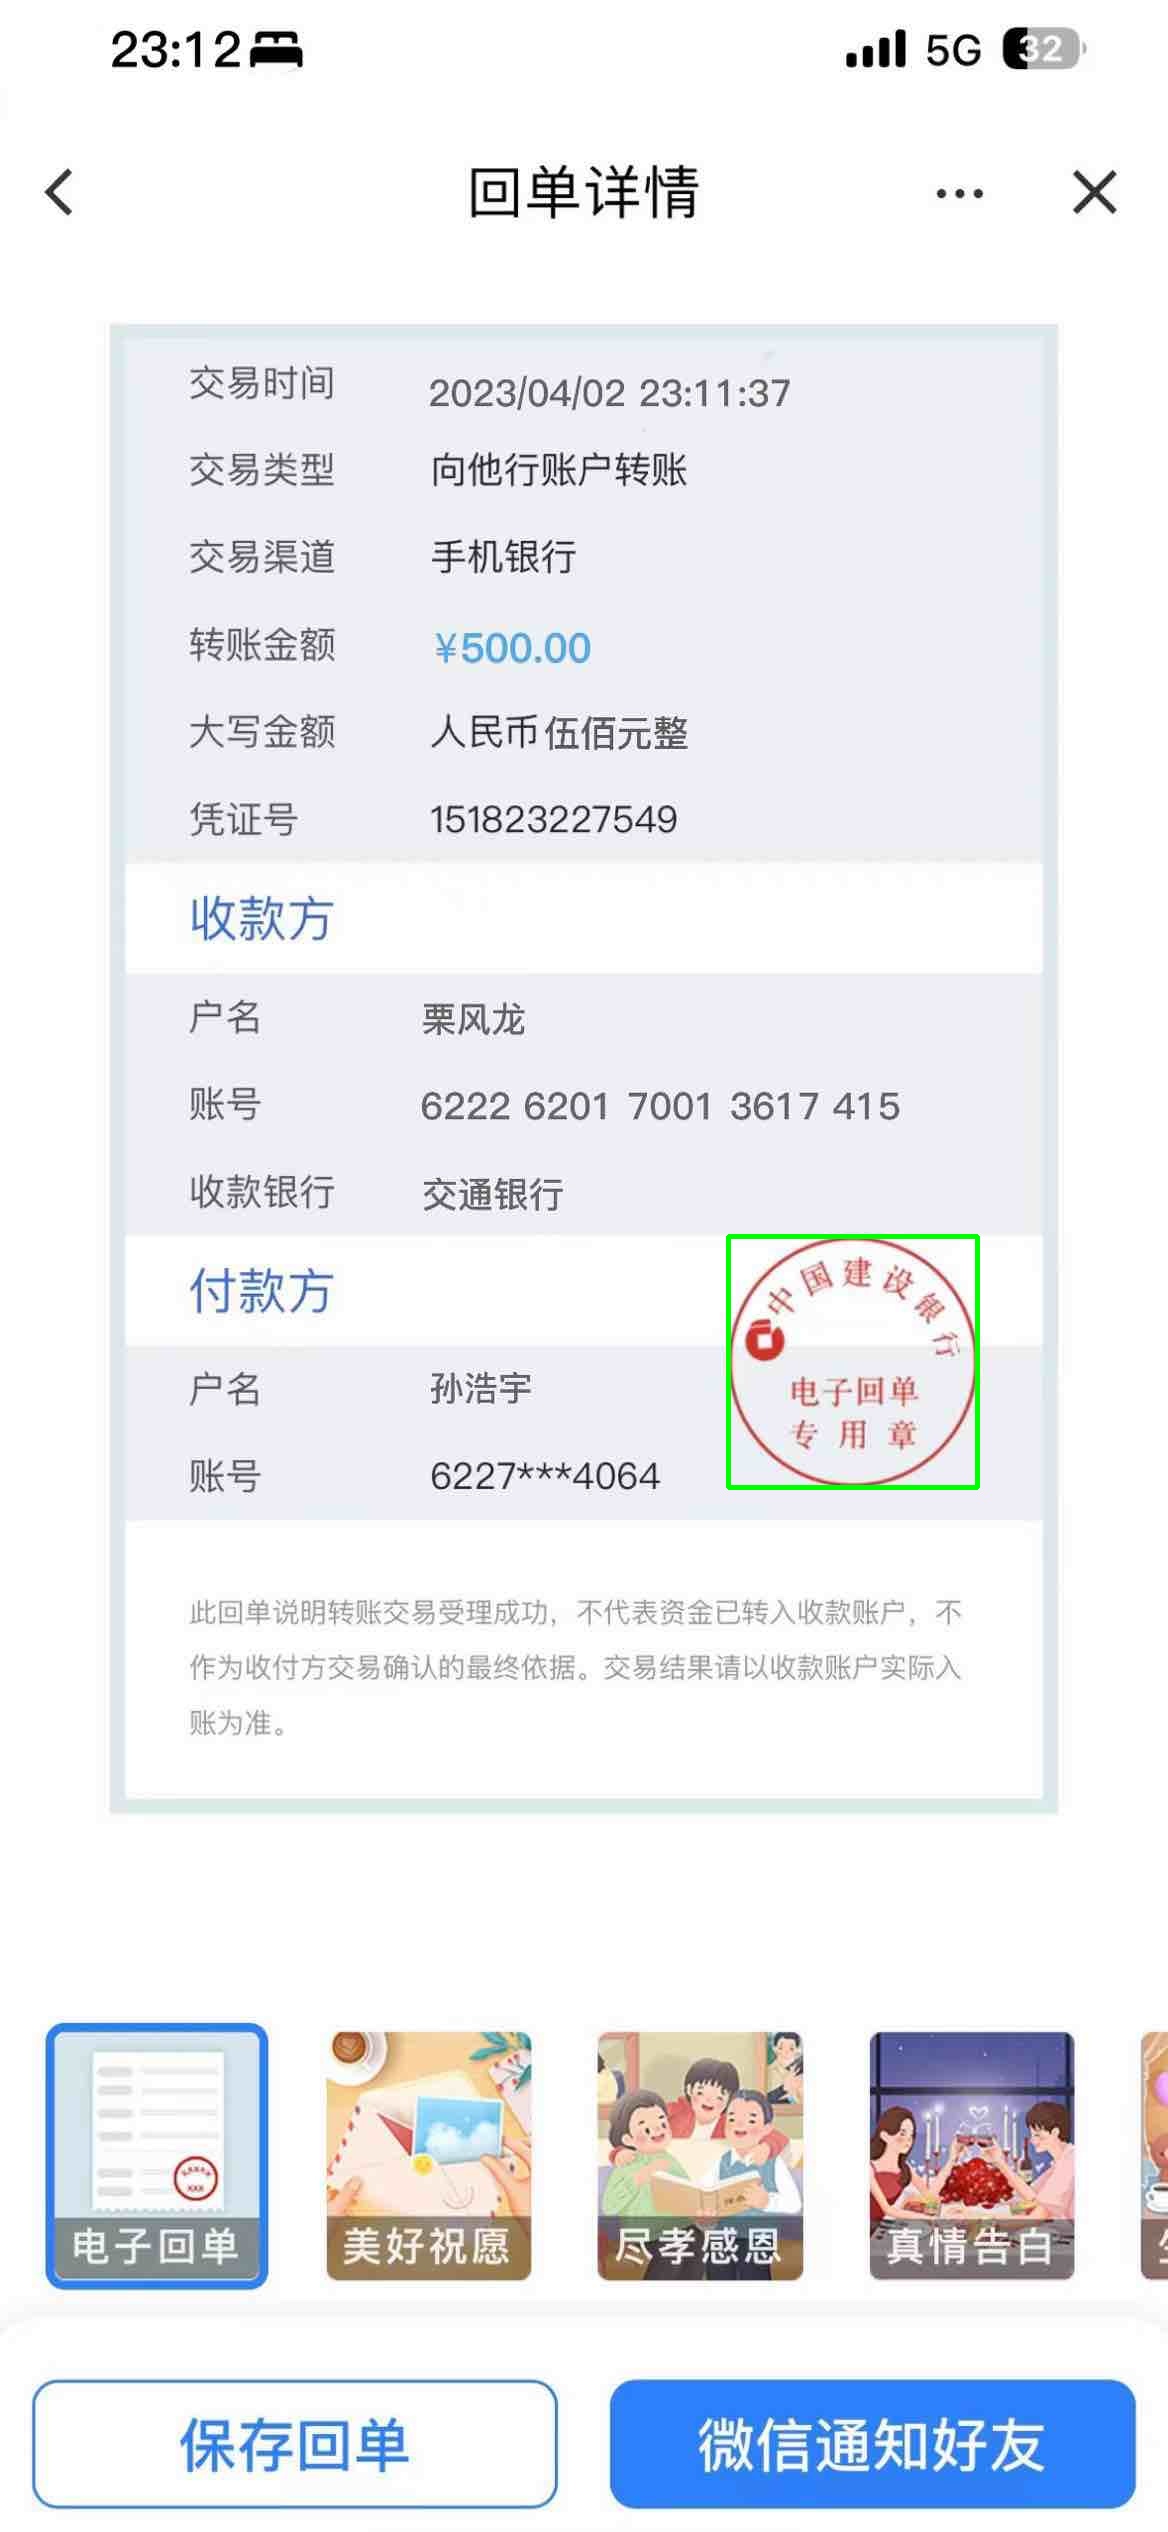 23:12 5G 32
回单详情
交易时间 2023/04/02 23:11:37
交易类型 向他行账户转账
交易渠道 手机银行
转账金额 ¥500.00
大写金额 人民币伍佰元整
凭证号 151823227549
收款方
户名 栗风龙
账号 6222 6201 7001 3617 415
收款银行 交通银行
付款方
中国建设银行
电子回单
专用章
户名 孙浩宇
账号 6227***4064
此回单说明转账交易受理成功，不代表资金已转入收款账户，不
作为收付方交易确认的最终依据。交易结果请以收款账户实际入
账为准。
电子回单 美好祝愿 尽孝感恩 真情告白
保存回单 微信通知好友